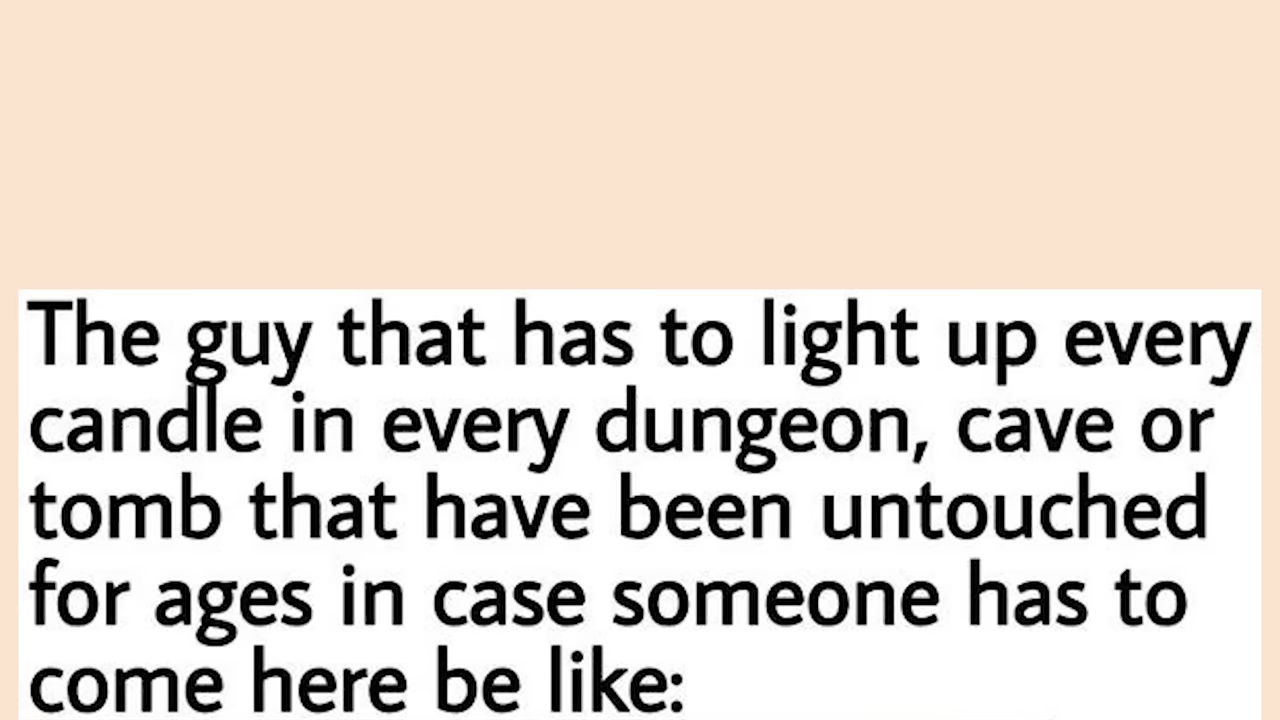 The guy that has to light up every
candle in every dungeon, cave or
tomb that have been untouched
for ages in case someone has to
come here be like: